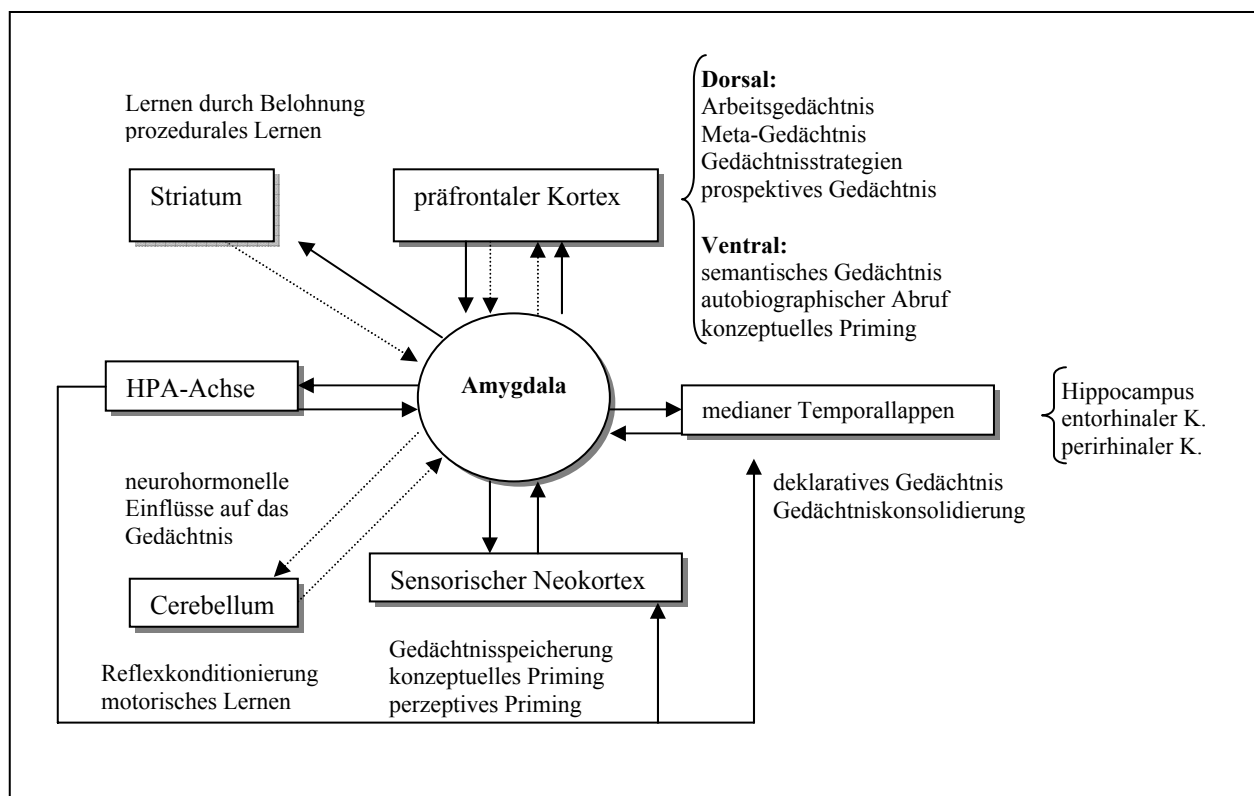 Lernen durch Belohnung
prozedurales Lernen
Striatum
präfrontaler Kortex
Dorsal:
Arbeitsgedächtnis
Meta-Gedächtnis
Gedächtnisstrategien
prospektives Gedächtnis
Ventral:
semantisches Gedächtnis
autobiographischer Abruf
konzeptuelles Priming
HPA-Achse
Amygdala
medianer Temporallappen
Hippocampus
entorhinaler K.
perirhinaler K.
neurohormonelle
Einflüsse auf das
Gedächtnis
deklaratives Gedächtnis
Gedächtniskonsolidierung
Cerebellum
Sensorischer Neokortex
Reflexkonditionierung
motorisches Lernen
Gedächtnisspeicherung
konzeptuelles Priming
perzeptives Priming